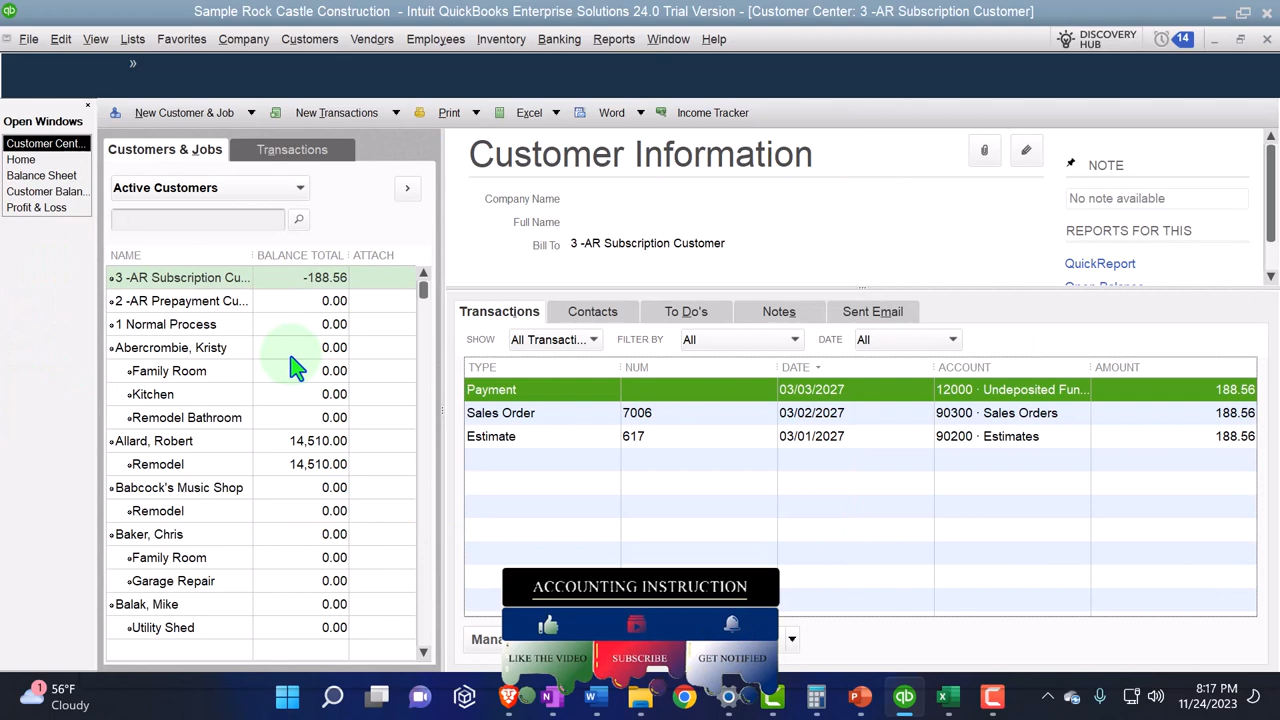 Sample Rock Castle Construction - Intuit QuickBooks Enterprise Solutions 24.0 Trial Version - [Customer Center: 3 -AR Subscription Customer]
File Edit View Lists Favorites Company Customers Vendors Employees Inventory Banking Reports Window Help DISCOVERY HUB 14
»
Open Windows
Customer Cent...
Home
Balance Sheet
Customer Balan...
Profit & Loss
New Customer & Job New Transactions Print Excel Word Income Tracker
Customers & Jobs Transactions
Active Customers
NAME BALANCE TOTAL ATTACH
3 -AR Subscription Cu... -188.56
2 -AR Prepayment Cu... 0.00
1 Normal Process 0.00
Abercrombie, Kristy 0.00
Family Room 0.00
Kitchen 0.00
Remodel Bathroom 0.00
Allard, Robert 14,510.00
Remodel 14,510.00
Babcock's Music Shop 0.00
Remodel 0.00
Baker, Chris 0.00
Family Room 0.00
Garage Repair 0.00
Balak, Mike 0.00
Utility Shed 0.00
Customer Information
Company Name
Full Name
Bill To 3 -AR Subscription Customer
NOTE
No note available
REPORTS FOR THIS
QuickReport
Transactions Contacts To Do's Notes Sent Email
SHOW All Transacti... FILTER BY All DATE All
TYPE NUM DATE ACCOUNT AMOUNT
Payment 03/03/2027 12000 · Undeposited Fun... 188.56
Sales Order 7006 03/02/2027 90300 · Sales Orders 188.56
Estimate 617 03/01/2027 90200 · Estimates 188.56
ACCOUNTING INSTRUCTION
LIKE THE VIDEO SUBSCRIBE GET NOTIFIED
1
56°F
Cloudy
8:17 PM
11/24/2023